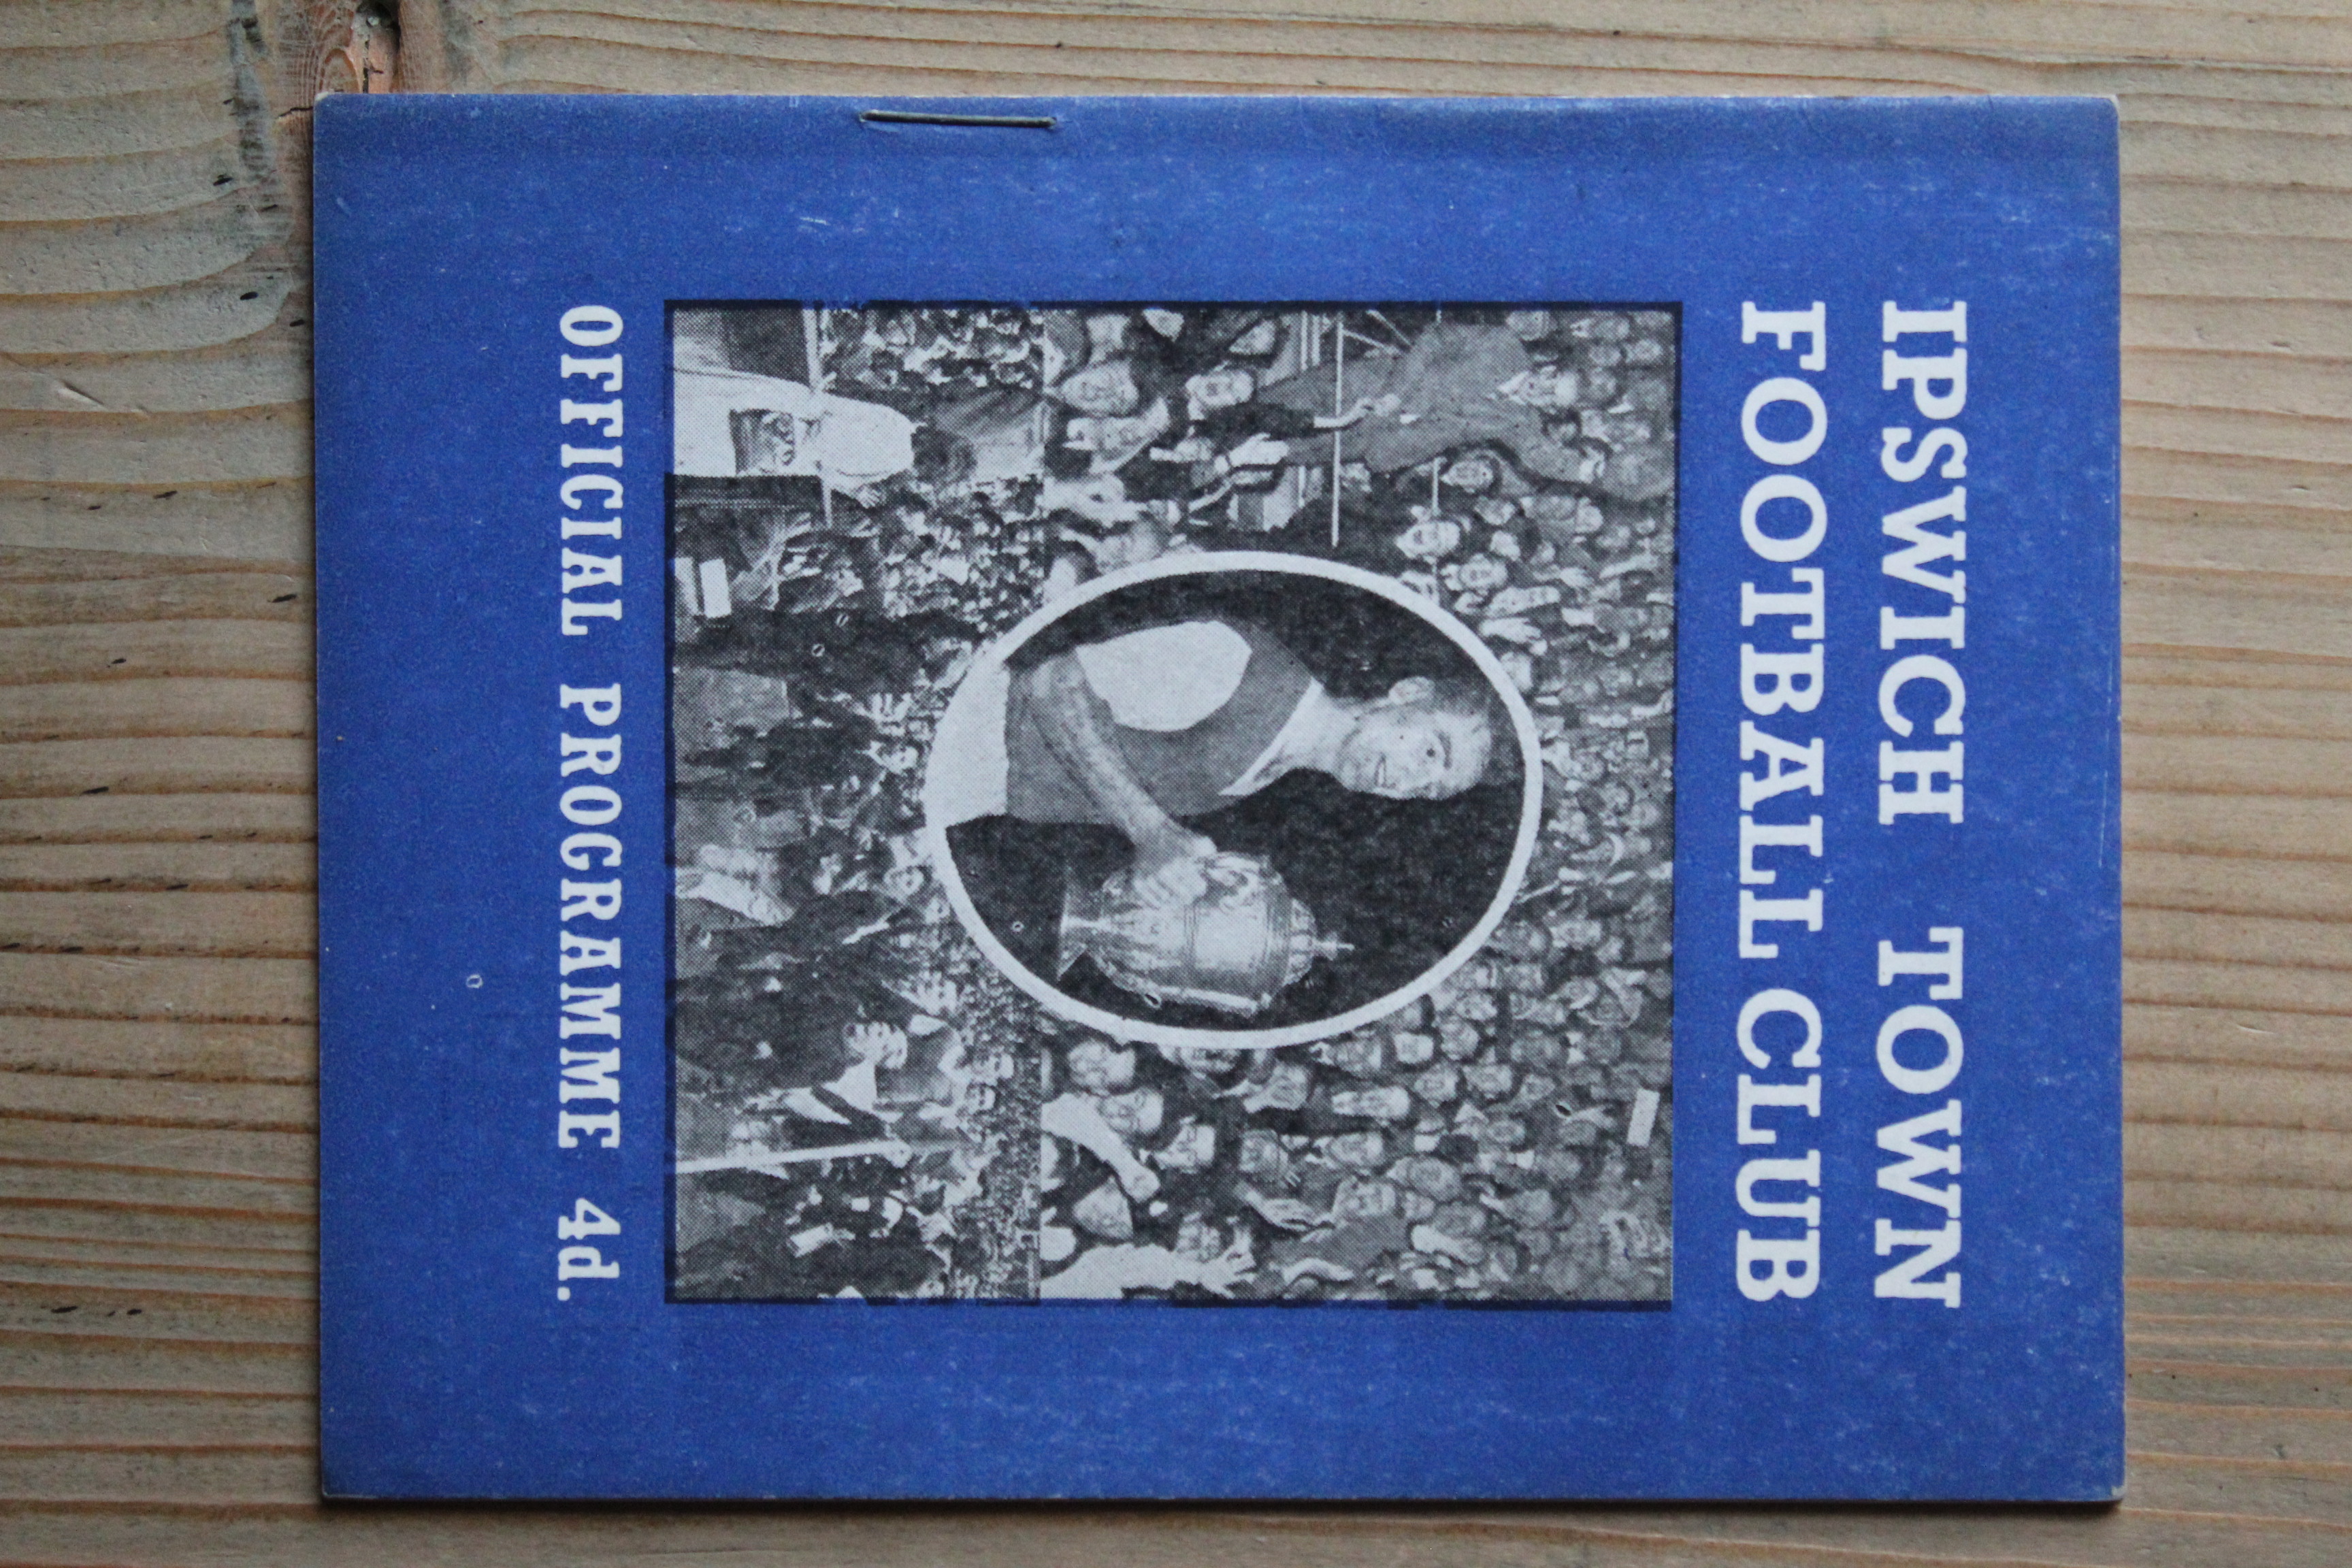 IPSWICH TOWN
FOOTBALL CLUB
OFFICIAL PROGRAMME 4d.